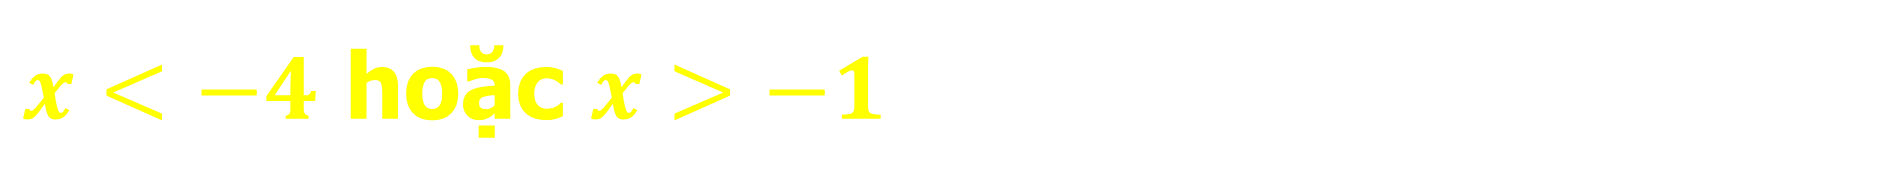 x < −4 hoặc x > −1